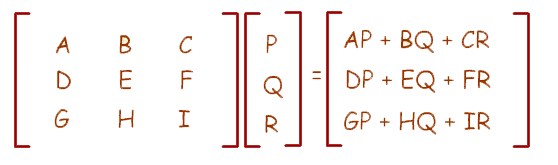 A B C P AP + BQ + CR
D E F Q = DP + EQ + FR
G H I R GP + HQ + IR